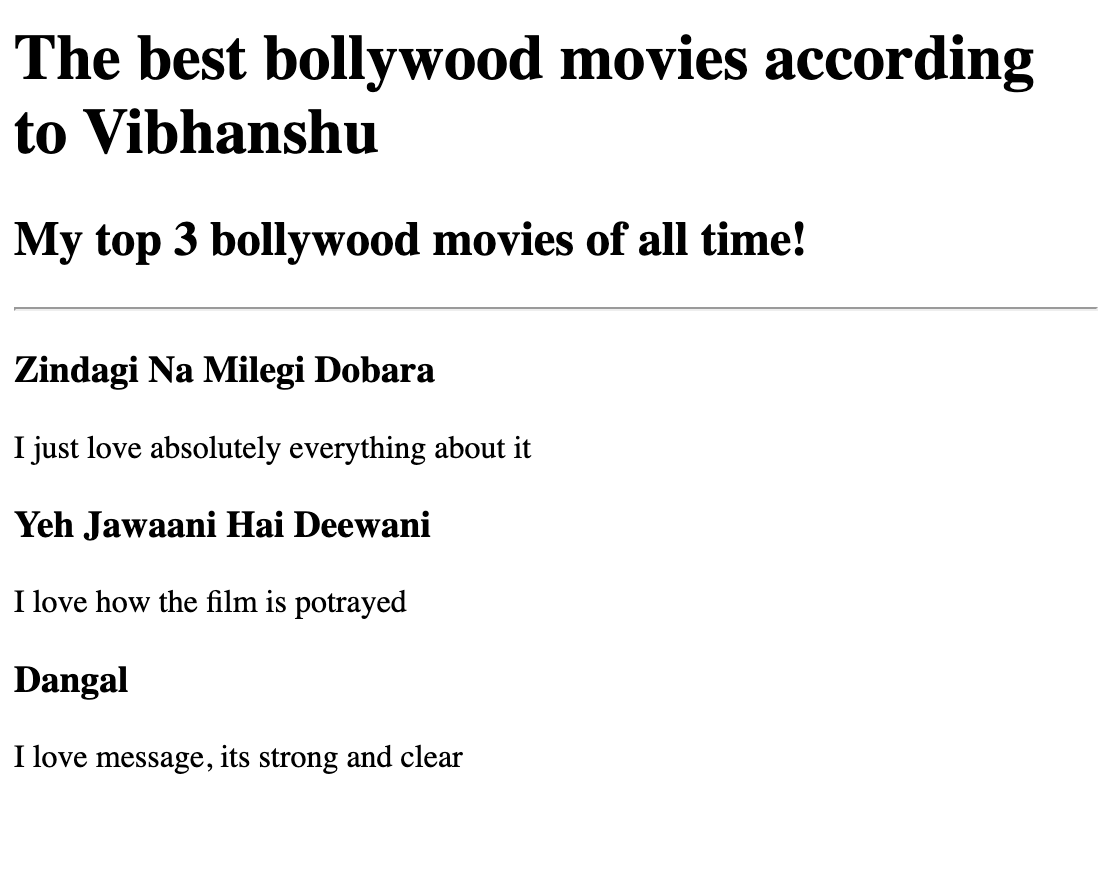 The best bollywood movies according
to Vibhanshu
My top 3 bollywood movies of all time!
Zindagi Na Milegi Dobara
I just love absolutely everything about it
Yeh Jawaani Hai Deewani
I love how the film is potrayed
Dangal
I love message, its strong and clear